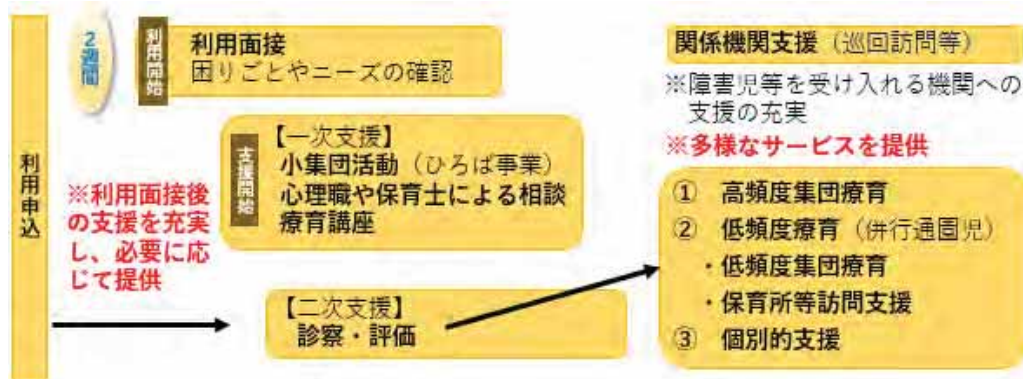 利用申込
2週間
利用開始
利用面接
困りごとやニーズの確認
※利用面接後
の支援を充実
し、必要に応
じて提供
支援開始
【一次支援】
小集団活動（ひろば事業）
心理職や保育士による相談
療育講座
【二次支援】
診察・評価
関係機関支援（巡回訪問等）
※障害児等を受け入れる機関への
支援の充実
※多様なサービスを提供
① 高頻度集団療育
② 低頻度療育（併行通園児）
・低頻度集団療育
・保育所等訪問支援
③ 個別的支援